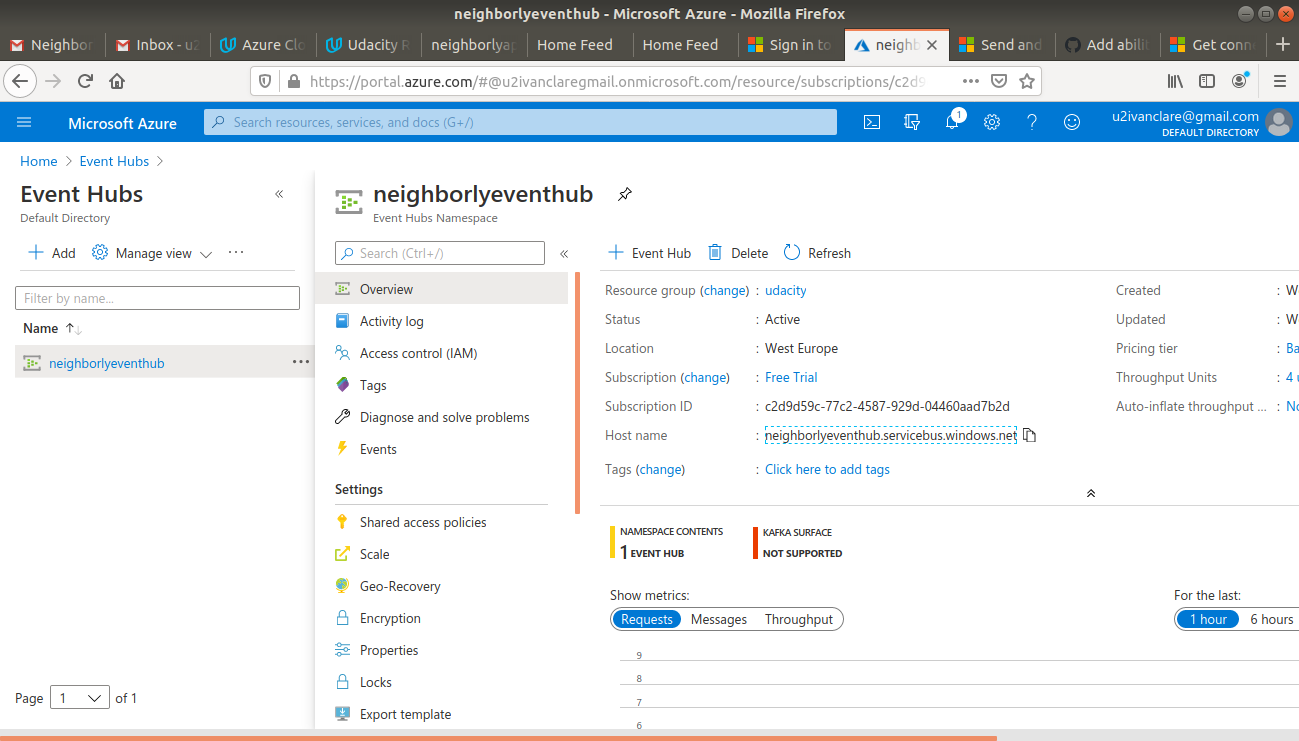 neighborlyeventhub - Microsoft Azure - Mozilla Firefox
Neighbor
Inbox - u2
Azure Clo
Udacity R
neighborlyap
Home Feed
Home Feed
Sign in to
neighb
Send and
Add abili
Get conn
https://portal.azure.com/#@u2ivanclaregmail.onmicrosoft.com/resource/subscriptions/c2d9
Microsoft Azure
Search resources, services, and docs (G+/)
1
u2ivanclare@gmail.com
DEFAULT DIRECTORY
Home > Event Hubs >
Event Hubs
Default Directory
Add
Manage view
Filter by name...
Name
neighborlyeventhub
Page 1 of 1
neighborlyeventhub
Event Hubs Namespace
Search (Ctrl+/)
Overview
Activity log
Access control (IAM)
Tags
Diagnose and solve problems
Events
Settings
Shared access policies
Scale
Geo-Recovery
Encryption
Properties
Locks
Export template
Event Hub
Delete
Refresh
Resource group (change) : udacity
Status : Active
Location : West Europe
Subscription (change) : Free Trial
Subscription ID : c2d9d59c-77c2-4587-929d-04460aad7b2d
Host name : neighborlyeventhub.servicebus.windows.net
Tags (change) : Click here to add tags
Created : W
Updated : W
Pricing tier : Ba
Throughput Units : 4 u
Auto-inflate throughput ... : No
NAMESPACE CONTENTS
1 EVENT HUB
KAFKA SURFACE
NOT SUPPORTED
Show metrics:
Requests Messages Throughput
For the last:
1 hour 6 hours
9
8
7
6